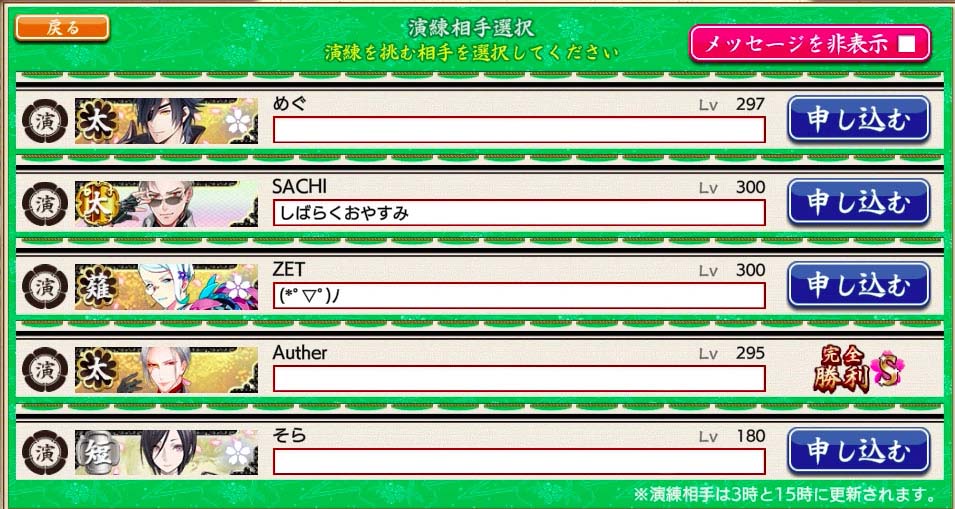 戻る
演練相手選択
演練を挑む相手を選択してください
メッセージを非表示
演 太 めぐ Lv 297 申し込む
演 大 SACHI Lv 300 申し込む
しばらくおやすみ
演 薙 ZET Lv 300 申し込む
(*ﾟ▽ﾟ)ﾉ
演 太 Auther Lv 295 完全勝利S
演 短 そら Lv 180 申し込む
※演練相手は3時と15時に更新されます。